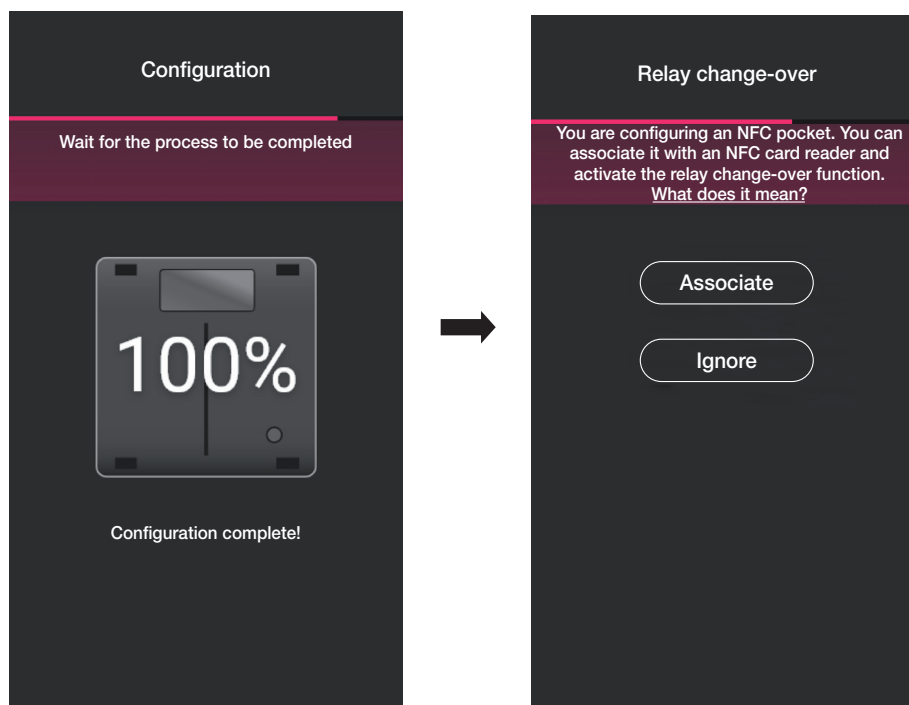 Configuration
Wait for the process to be completed
100%
Configuration complete!
Relay change-over
You are configuring an NFC pocket. You can
associate it with an NFC card reader and
activate the relay change-over function.
What does it mean?
Associate
Ignore